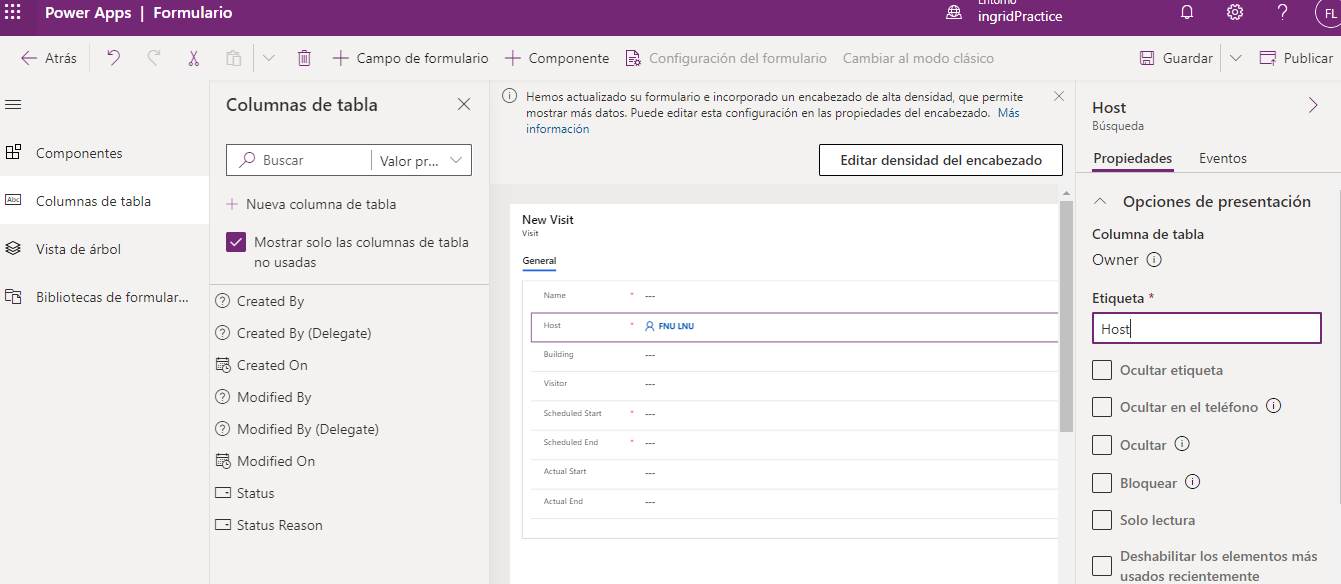 Power Apps | Formulario
Entorno
ingridPractice
FL
Atrás
Campo de formulario
Componente
Configuración del formulario
Cambiar al modo clásico
Guardar
Publicar
Componentes
Abc
Columnas de tabla
Vista de árbol
Bibliotecas de formular...
Columnas de tabla
Buscar
Valor pr...
Nueva columna de tabla
Mostrar solo las columnas de tabla
no usadas
Created By
Created By (Delegate)
Created On
Modified By
Modified By (Delegate)
Modified On
Status
Status Reason
Hemos actualizado su formulario e incorporado un encabezado de alta densidad, que permite
mostrar más datos. Puede editar esta configuración en las propiedades del encabezado. Más
información
Editar densidad del encabezado
New Visit
Visit
General
Name * ---
Host * FNU LNU
Building ---
Visitor ---
Scheduled Start * ---
Scheduled End * ---
Actual Start ---
Actual End ---
Host
Búsqueda
Propiedades
Eventos
Opciones de presentación
Columna de tabla
Owner
Etiqueta *
Host
Ocultar etiqueta
Ocultar en el teléfono
Ocultar
Bloquear
Solo lectura
Deshabilitar los elementos más
usados recientemente